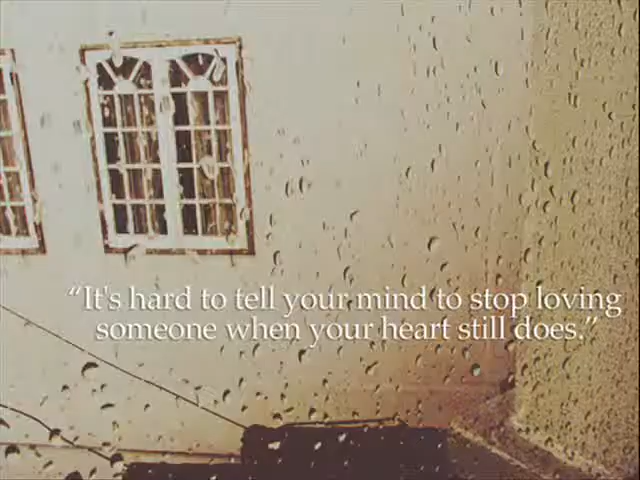 “It's hard to tell your mind to stop loving
someone when your heart still does.”